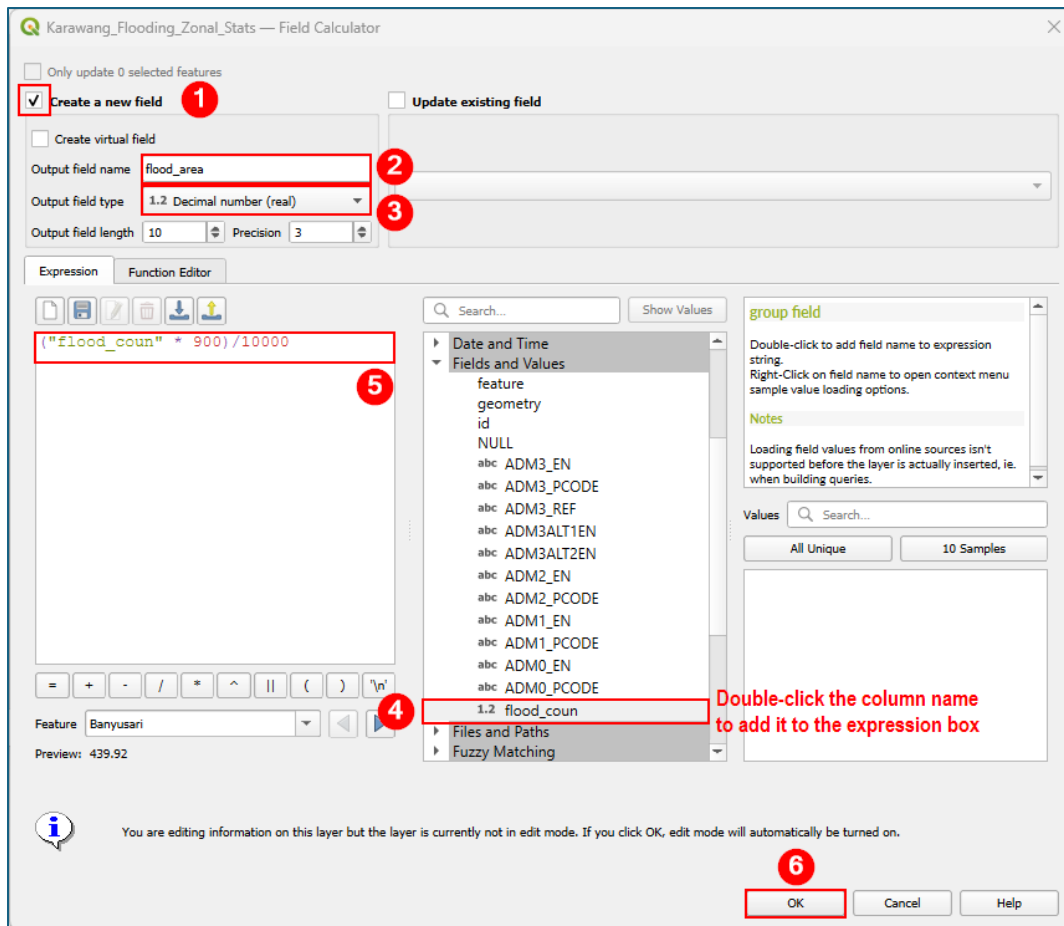 Karawang_Flooding_Zonal_Stats — Field Calculator
Only update 0 selected features
Create a new field
1
Update existing field
Create virtual field
Output field name flood_area
2
Output field type 1.2 Decimal number (real)
3
Output field length 10 Precision 3
Expression Function Editor
Search... Show Values
("flood_coun" * 900)/10000
5
Date and Time
Fields and Values
feature
geometry
id
NULL
abc ADM3_EN
abc ADM3_PCODE
abc ADM3_REF
abc ADM3ALT1EN
abc ADM3ALT2EN
abc ADM2_EN
abc ADM2_PCODE
abc ADM1_EN
abc ADM1_PCODE
abc ADM0_EN
abc ADM0_PCODE
1.2 flood_coun
Files and Paths
Fuzzy Matching
group field
Double-click to add field name to expression
string.
Right-Click on field name to open context menu
sample value loading options.
Notes
Loading field values from online sources isn't
supported before the layer is actually inserted, ie.
when building queries.
Values Search...
All Unique 10 Samples
= + - / * ^ || ( ) '\n'
4
Double-click the column name
to add it to the expression box
Feature Banyusari
Preview: 439.92
You are editing information on this layer but the layer is currently not in edit mode. If you click OK, edit mode will automatically be turned on.
6
OK Cancel Help